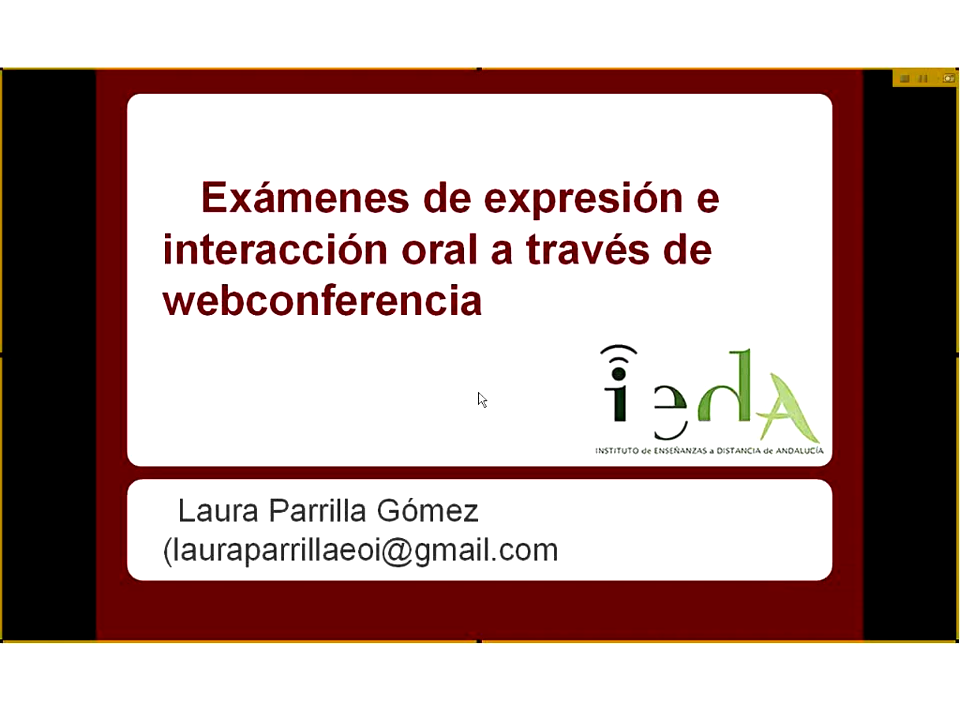 Exámenes de expresión e
interacción oral a través de
webconferencia
iedA
INSTITUTO de ENSEÑANZAS a DISTANCIA de ANDALUCÍA
Laura Parrilla Gómez
(lauraparrillaeoi@gmail.com